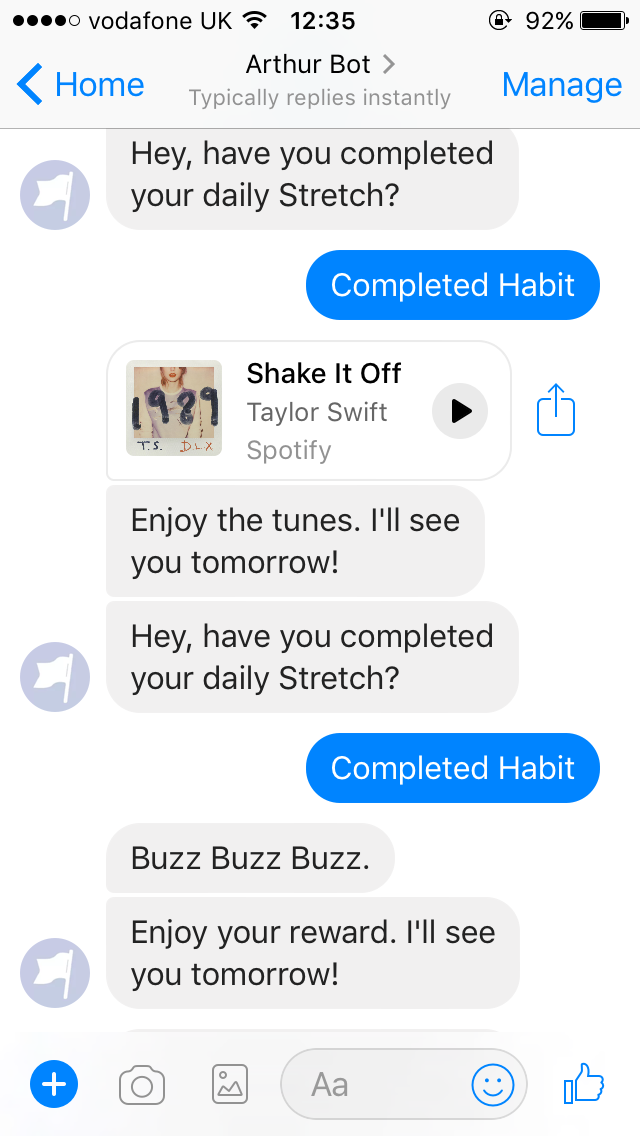 vodafone UK 12:35 92%
Home Arthur Bot Manage
Typically replies instantly
Hey, have you completed
your daily Stretch?
Completed Habit
Shake It Off
Taylor Swift
Spotify
1989
T.S. D.L.X
Enjoy the tunes. I'll see
you tomorrow!
Hey, have you completed
your daily Stretch?
Completed Habit
Buzz Buzz Buzz.
Enjoy your reward. I'll see
you tomorrow!
Aa